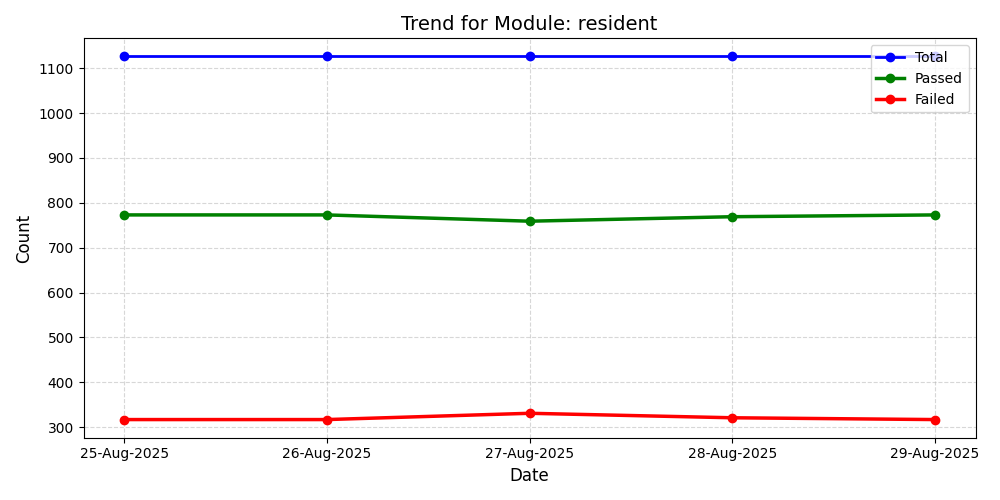 Trend for Module: resident
Total
Passed
Failed
Count
1100
1000
900
800
700
600
500
400
300
25-Aug-2025
26-Aug-2025
27-Aug-2025
28-Aug-2025
29-Aug-2025
Date